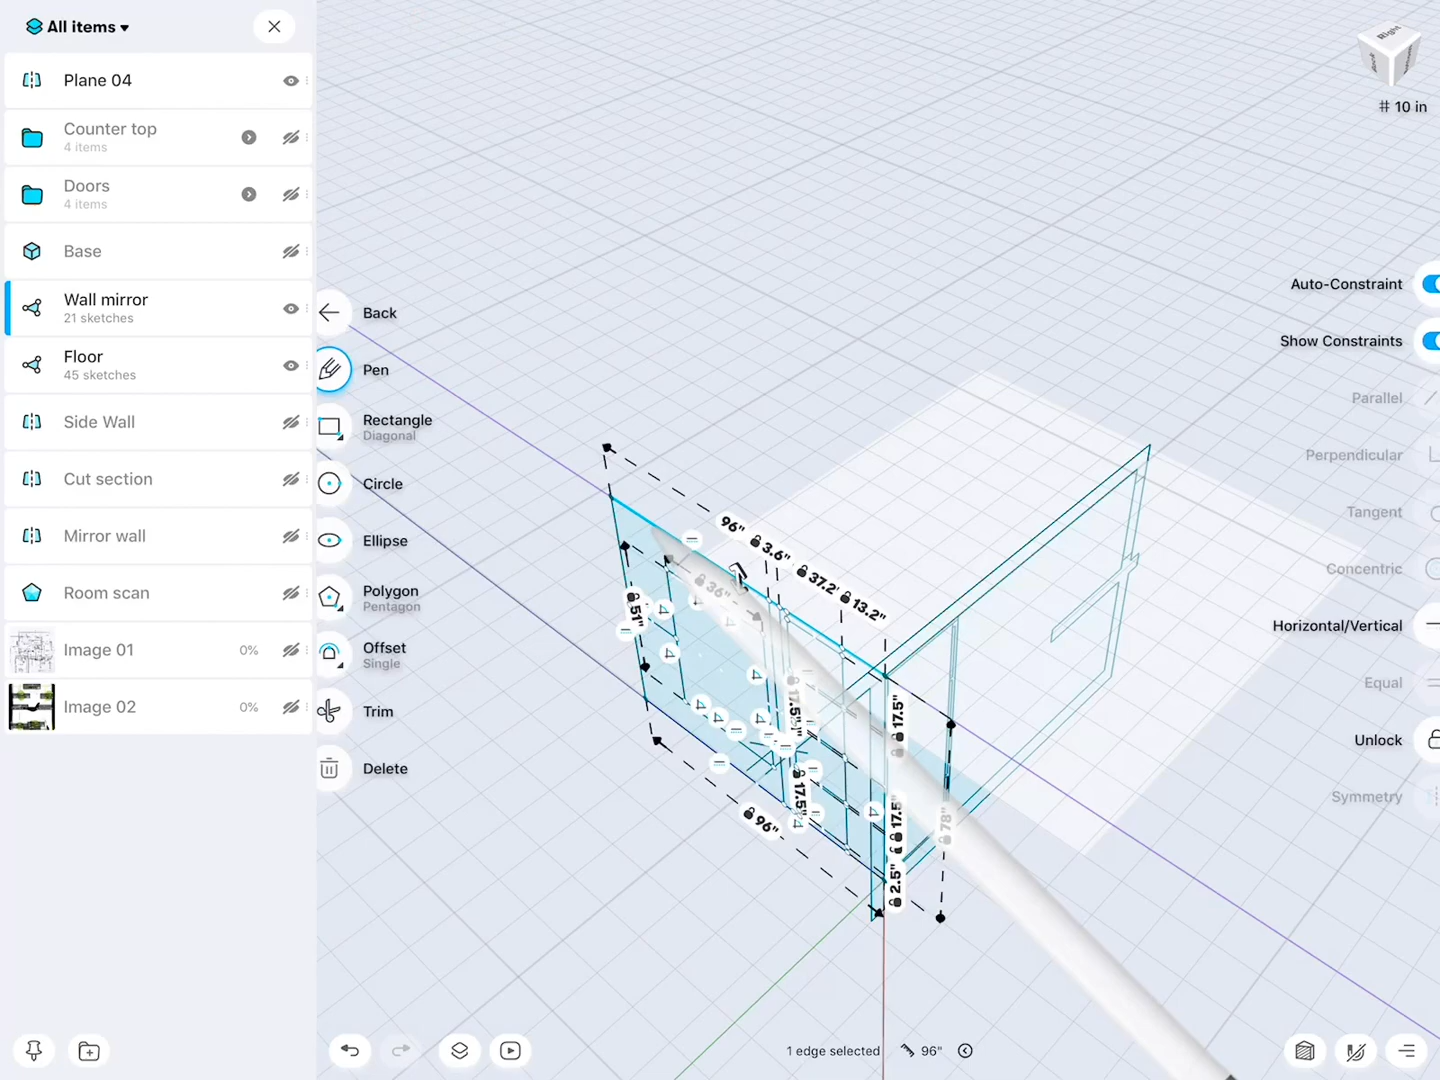 All items
Plane 04
Counter top
4 items
Doors
4 items
Base
Wall mirror
21 sketches
Floor
45 sketches
Side Wall
Cut section
Mirror wall
Room scan
Image 01
0%
Image 02
0%
Back
Pen
Rectangle
Diagonal
Circle
Ellipse
Polygon
Pentagon
Offset
Single
Trim
Delete
Right
Back
10 in
Auto-Constraint
Show Constraints
Parallel
Perpendicular
Tangent
Concentric
Horizontal/Vertical
Equal
Unlock
Symmetry
96"
3.6"
37.2"
13.2"
36"
51"
17.5"
17.5"
17.5"
17.5"
78"
2.5"
96"
1 edge selected
96"